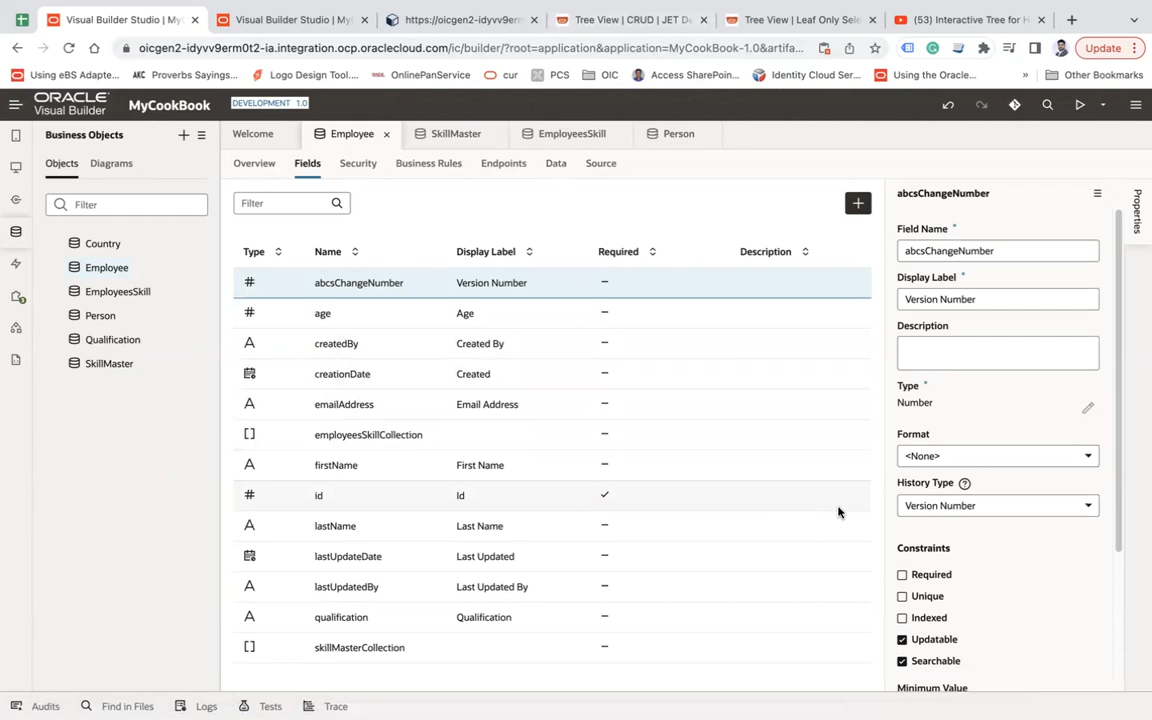 Visual Builder Studio | My
Visual Builder Studio | My
https://oicgen2-idyvv9erm
Tree View | CRUD | JET De
Tree View | Leaf Only Sele
(53) Interactive Tree for H
oicgen2-idyvv9erm0t2-ia.integration.ocp.oraclecloud.com/ic/builder/?root=application&application=MyCookBook-1.0&artifa...
Update
Using eBS Adapte...
AKC Proverbs Sayings...
Logo Design Tool....
OnlinePanService
cur
PCS
OIC
Access SharePoin...
Identity Cloud Ser...
Using the Oracle...
»
Other Bookmarks
ORACLE
Visual Builder
MyCookBook
DEVELOPMENT 1.0
Business Objects
Welcome
Employee
SkillMaster
EmployeesSkill
Person
Objects
Diagrams
Overview
Fields
Security
Business Rules
Endpoints
Data
Source
Filter
Country
Employee
EmployeesSkill
Person
Qualification
SkillMaster
Filter
Type
Name
Display Label
Required
Description
# abcsChangeNumber Version Number
# age Age
A createdBy Created By
creationDate Created
A emailAddress Email Address
[] employeesSkillCollection
A firstName First Name
# id Id
A lastName Last Name
lastUpdateDate Last Updated
A lastUpdatedBy Last Updated By
A qualification Qualification
[] skillMasterCollection
abcsChangeNumber
Properties
Field Name *
abcsChangeNumber
Display Label *
Version Number
Description
Type *
Number
Format
<None>
History Type ?
Version Number
Constraints
Required
Unique
Indexed
Updatable
Searchable
Minimum Value
Audits
Find in Files
Logs
Tests
Trace